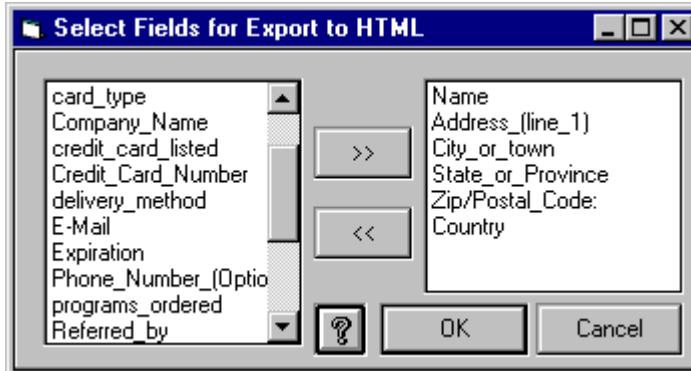 Select Fields for Export to HTML
card_type
Company_Name
credit_card_listed
Credit_Card_Number
delivery_method
E-Mail
Expiration
Phone_Number_(Optio
programs_ordered
Referred_by
>>
<<
Name
Address_(line_1)
City_or_town
State_or_Province
Zip/Postal_Code:
Country
?
OK
Cancel